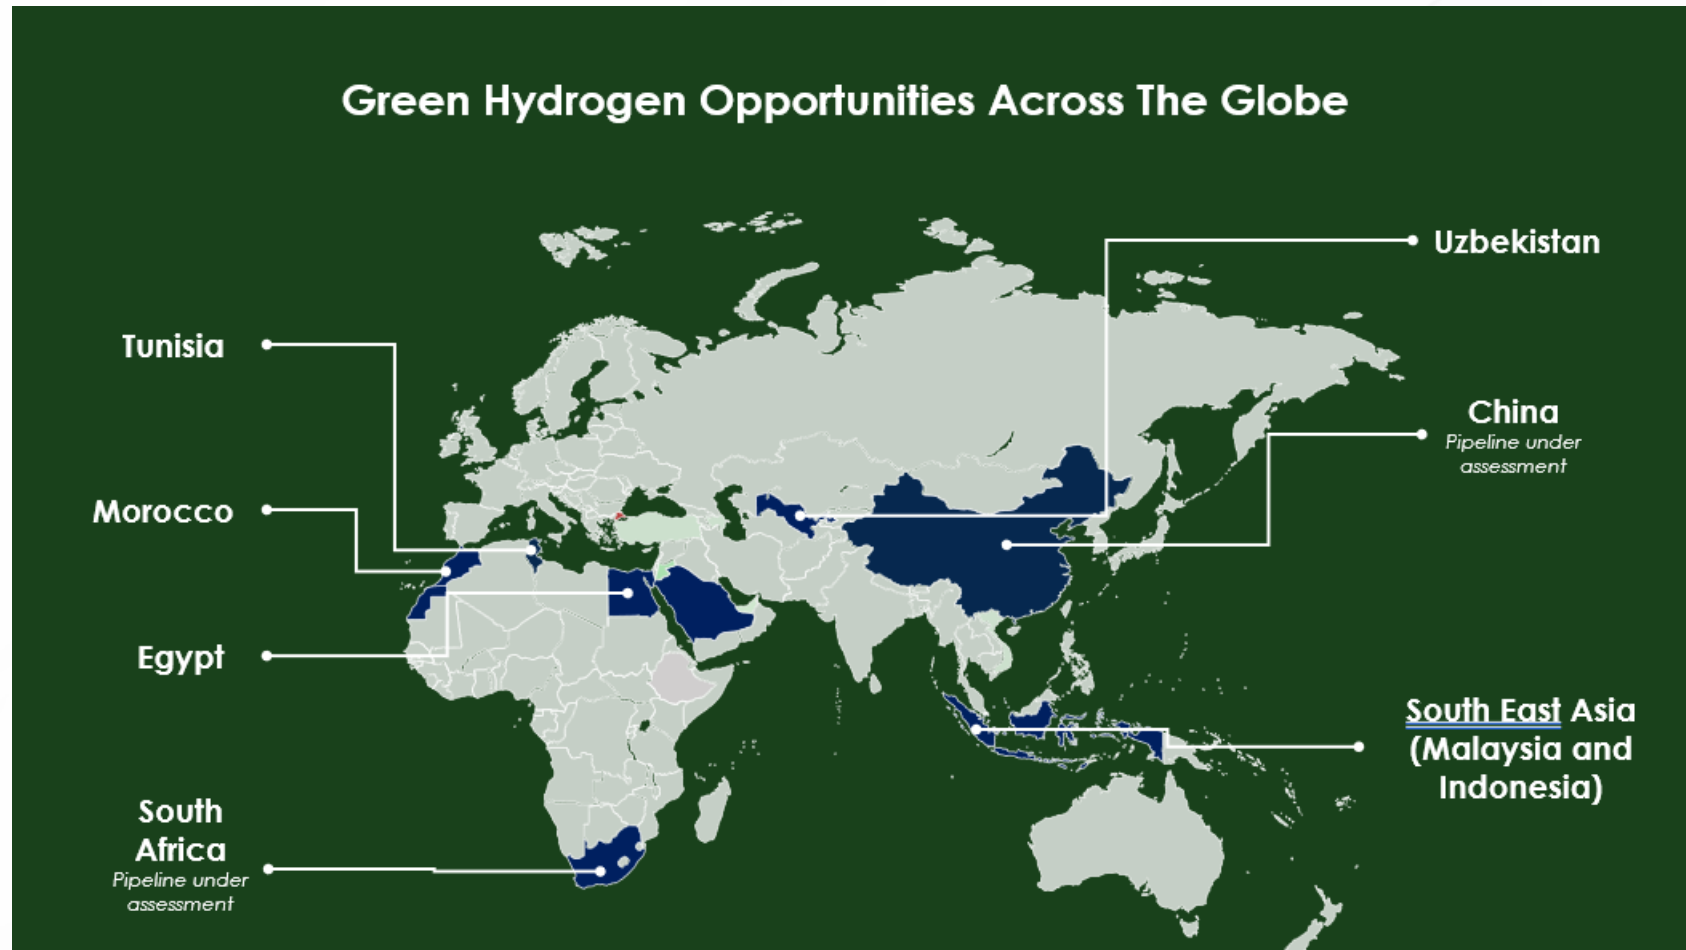 Green Hydrogen Opportunities Across The Globe
Tunisia
Morocco
Egypt
South
Africa
Pipeline under
assessment
Uzbekistan
China
Pipeline under
assessment
South East Asia
(Malaysia and
Indonesia)